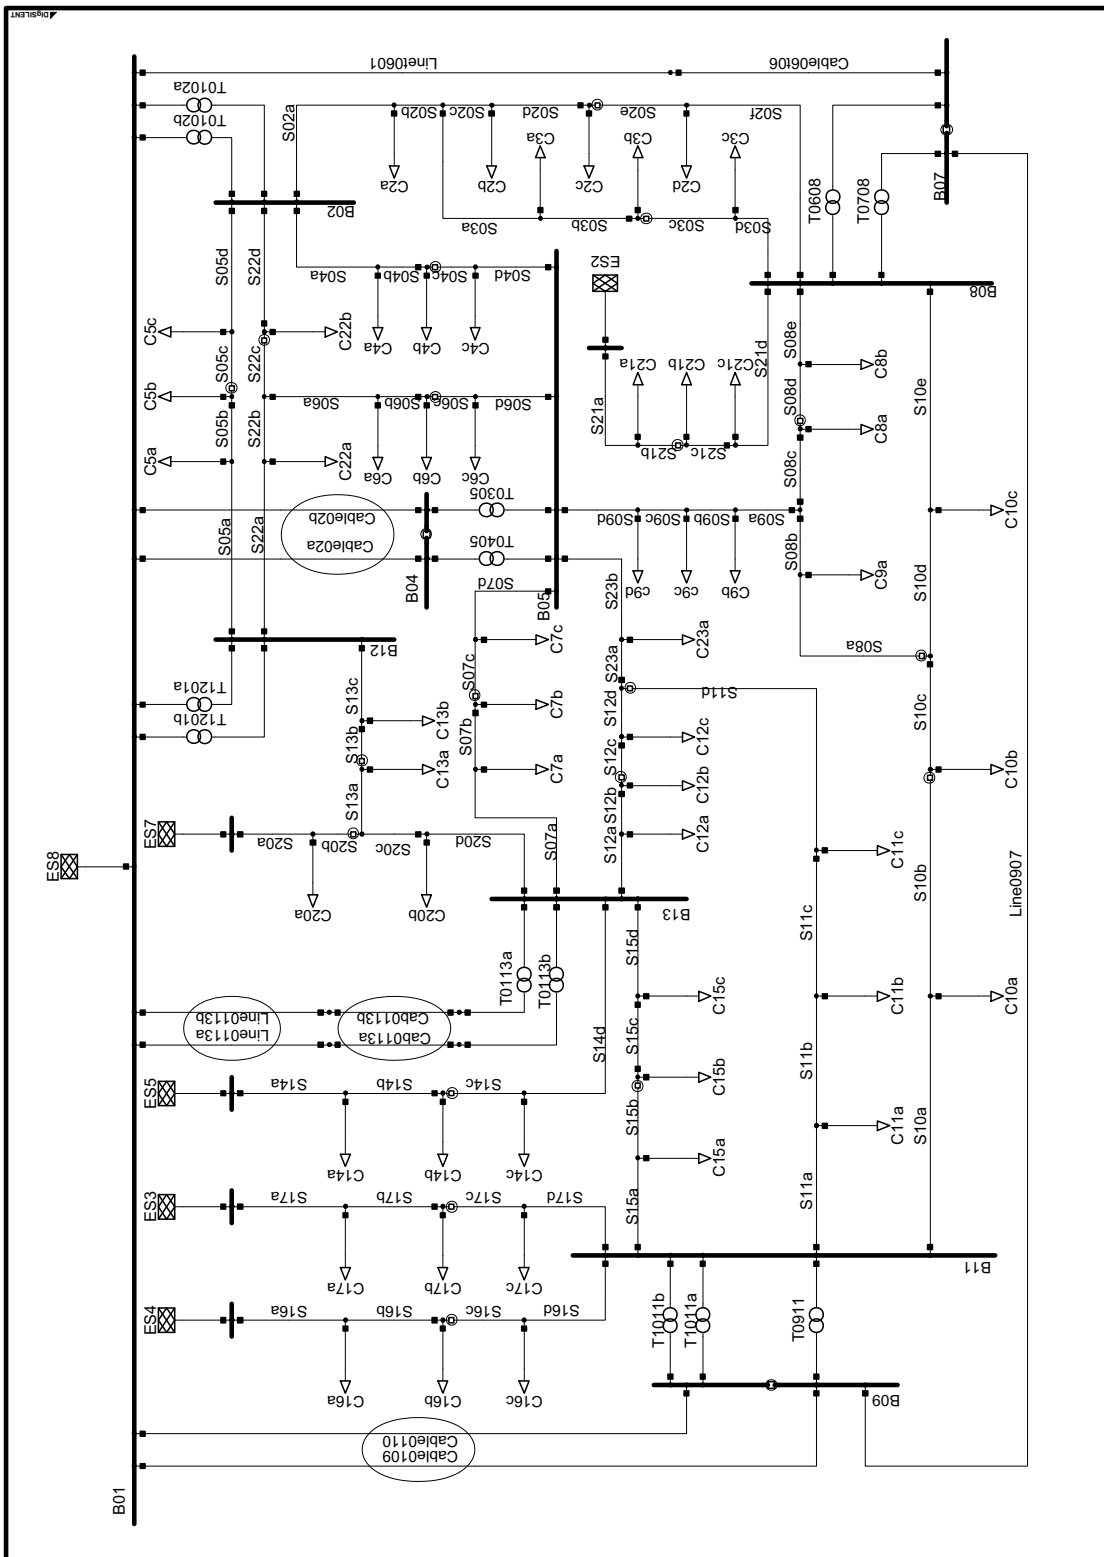 DIgSILENT
Linet0601
Cable06t06
T0102a
T0102b
S02a
S02b
S02c
S02d
S02e
S02f
C2a
C2b
C3a
C2c
C3b
C2d
C3c
S03a
S03b
S03c
S03d
T0608
T0708
B07
B02
S05d
S22d
S04a
S04b
S04c
S04d
ES2
B08
C5c
C22b
C4a
C4b
C4c
S05c
S22c
C5b
S05b
S22b
S06a
S06b
S06c
S06d
C21a
C21b
C21c
S21d
S21a
S21b
S21c
S08e
C8b
S08d
C8a
S08c
S10e
C5a
C22a
C6a
C6b
C6c
S05a
S22a
Cable02b
Cable02a
T0305
T0405
B04
S07d
B05
S09d
S09c
S09b
S09a
S08b
c9d
c9c
C9b
C9a
C10c
S10d
S23b
B12
C7c
C23a
S23a
S08a
T1201a
T1201b
S13c
S13b
S13a
C13b
C13a
S07c
S07b
C7b
C7a
S12d
S12c
S12b
S12a
C12c
C12b
C12a
S11d
S10c
C10b
ES7
ES8
S20a
S20b
S20c
S20d
S07a
C20a
C20b
B13
C11c
S11c
S10b
Line0907
T0113a
T0113b
Line0113b
Line0113a
Cab0113b
Cab0113a
S15d
C15c
S15c
S14d
C15b
S15b
C15a
S15a
C11b
S11b
C11a
S11a
C10a
S10a
ES5
S14a
S14b
S14c
C14a
C14b
C14c
ES3
S17a
S17b
S17c
S17d
C17a
C17b
C17c
B11
ES4
S16a
S16b
S16c
S16d
C16a
C16b
C16c
T1011b
T1011a
T0911
B09
Cable0110
Cable0109
B01